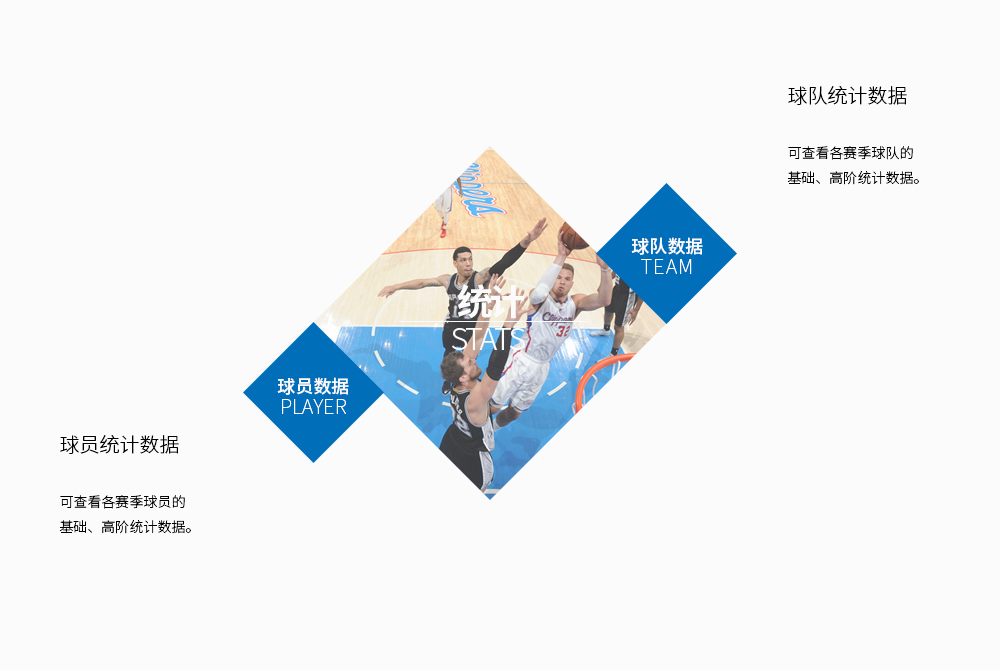 球队统计数据
可查看各赛季球队的
基础、高阶统计数据。
球队数据
TEAM
统计
STATS
32
球员数据
PLAYER
球员统计数据
可查看各赛季球员的
基础、高阶统计数据。